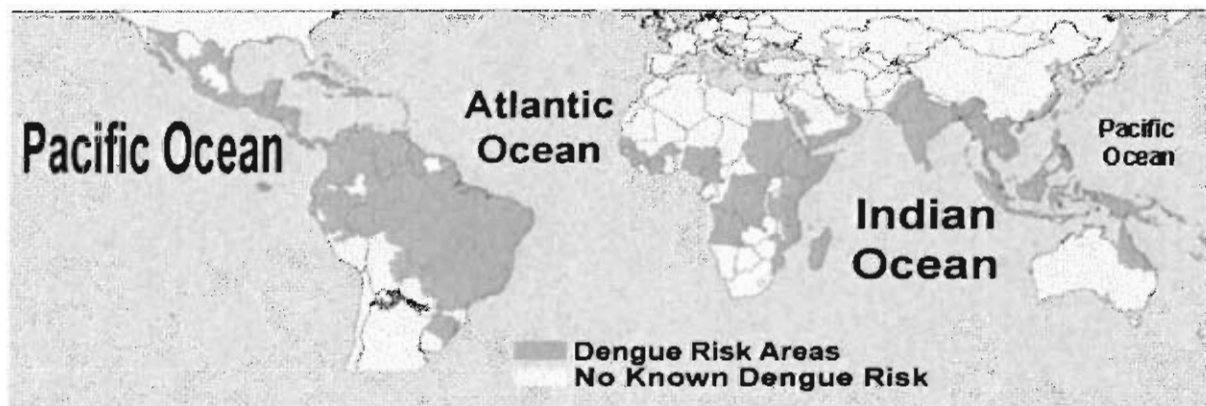 Pacific Ocean
Atlantic
Ocean
Pacific
Ocean
Indian
Ocean
Dengue Risk Areas
No Known Dengue Risk